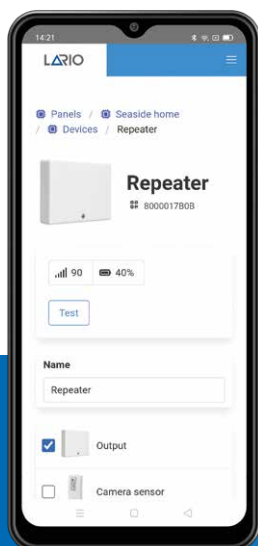 14:21
LARIO
Panels / Seaside home
/ Devices / Repeater
Repeater
8000017B0B
90 40%
Test
Name
Repeater
Output
Camera sensor